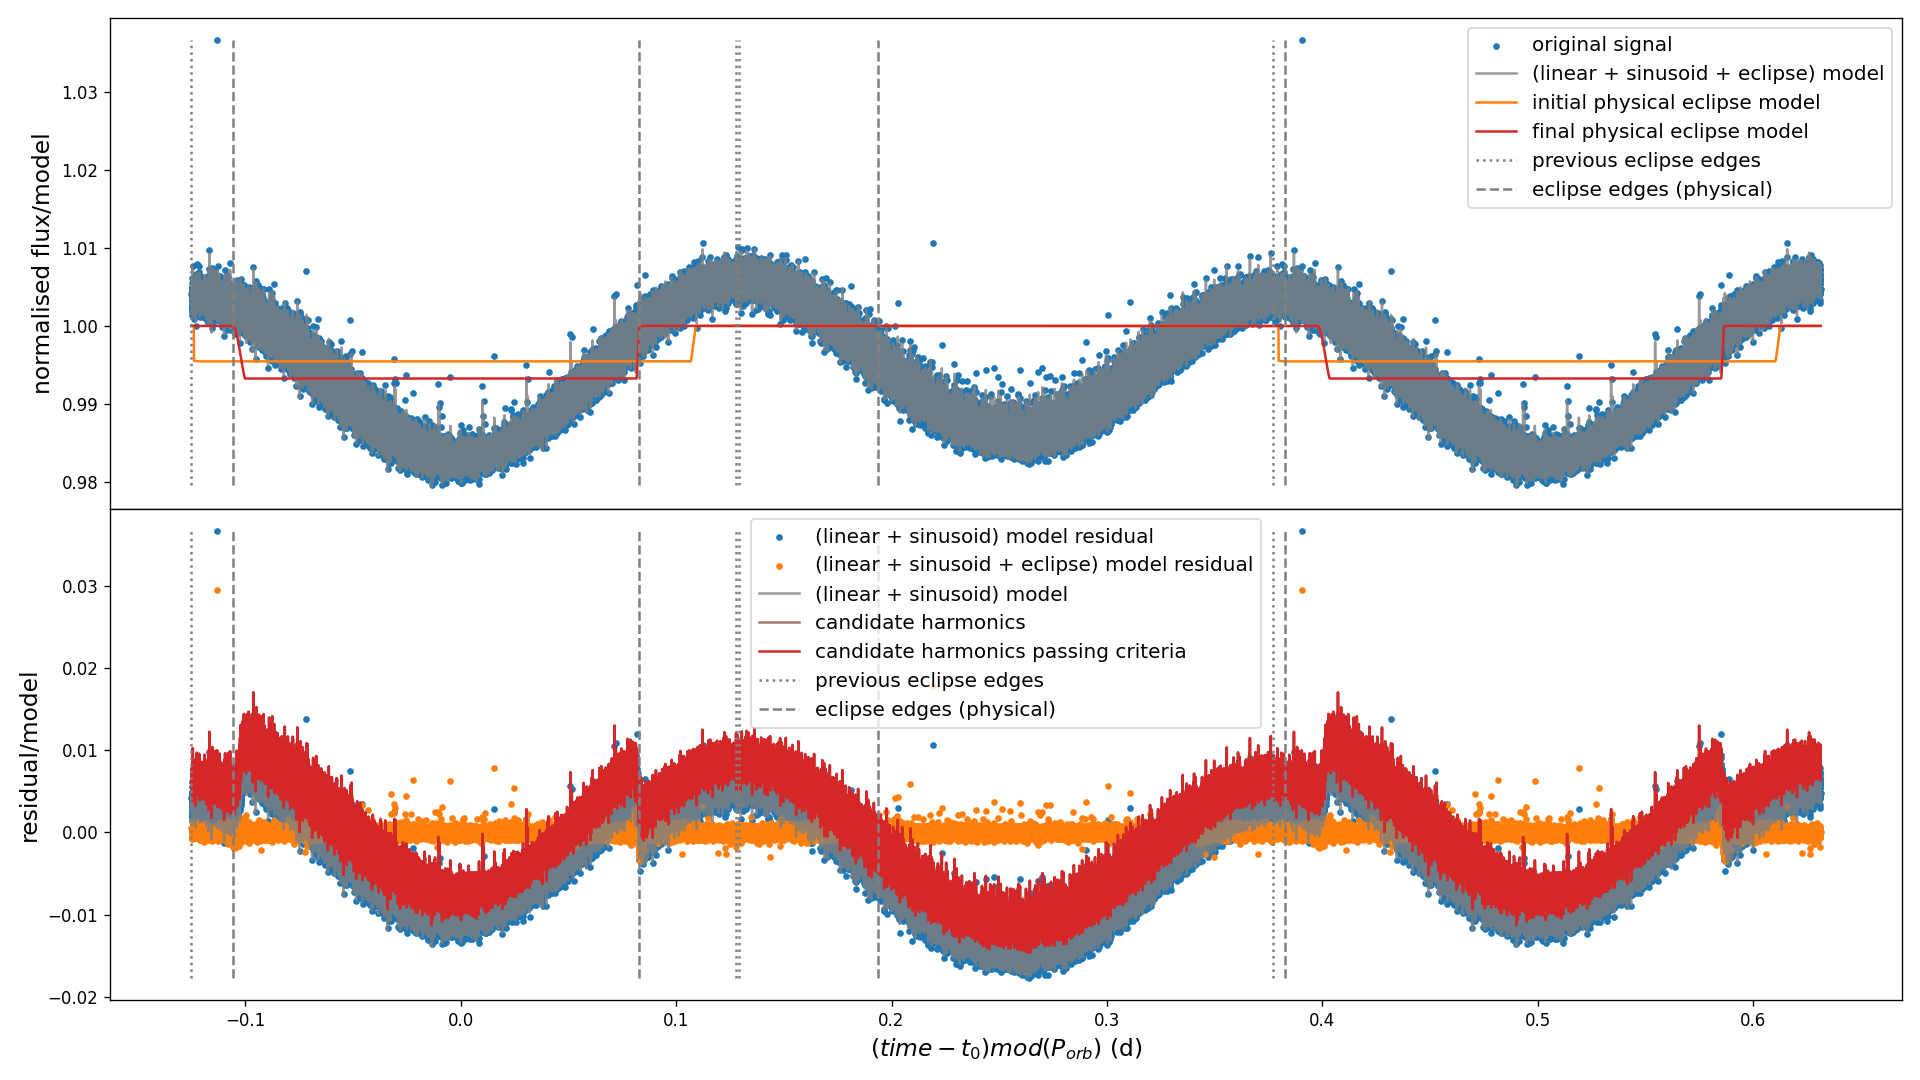 normalised flux/model
1.03
1.02
1.01
1.00
0.99
0.98
original signal
(linear + sinusoid + eclipse) model
initial physical eclipse model
final physical eclipse model
previous eclipse edges
eclipse edges (physical)
residual/model
0.03
0.02
0.01
0.00
−0.01
−0.02
(linear + sinusoid) model residual
(linear + sinusoid + eclipse) model residual
(linear + sinusoid) model
candidate harmonics
candidate harmonics passing criteria
previous eclipse edges
eclipse edges (physical)
−0.1 0.0 0.1 0.2 0.3 0.4 0.5 0.6
(time − t₀)mod(P_orb) (d)